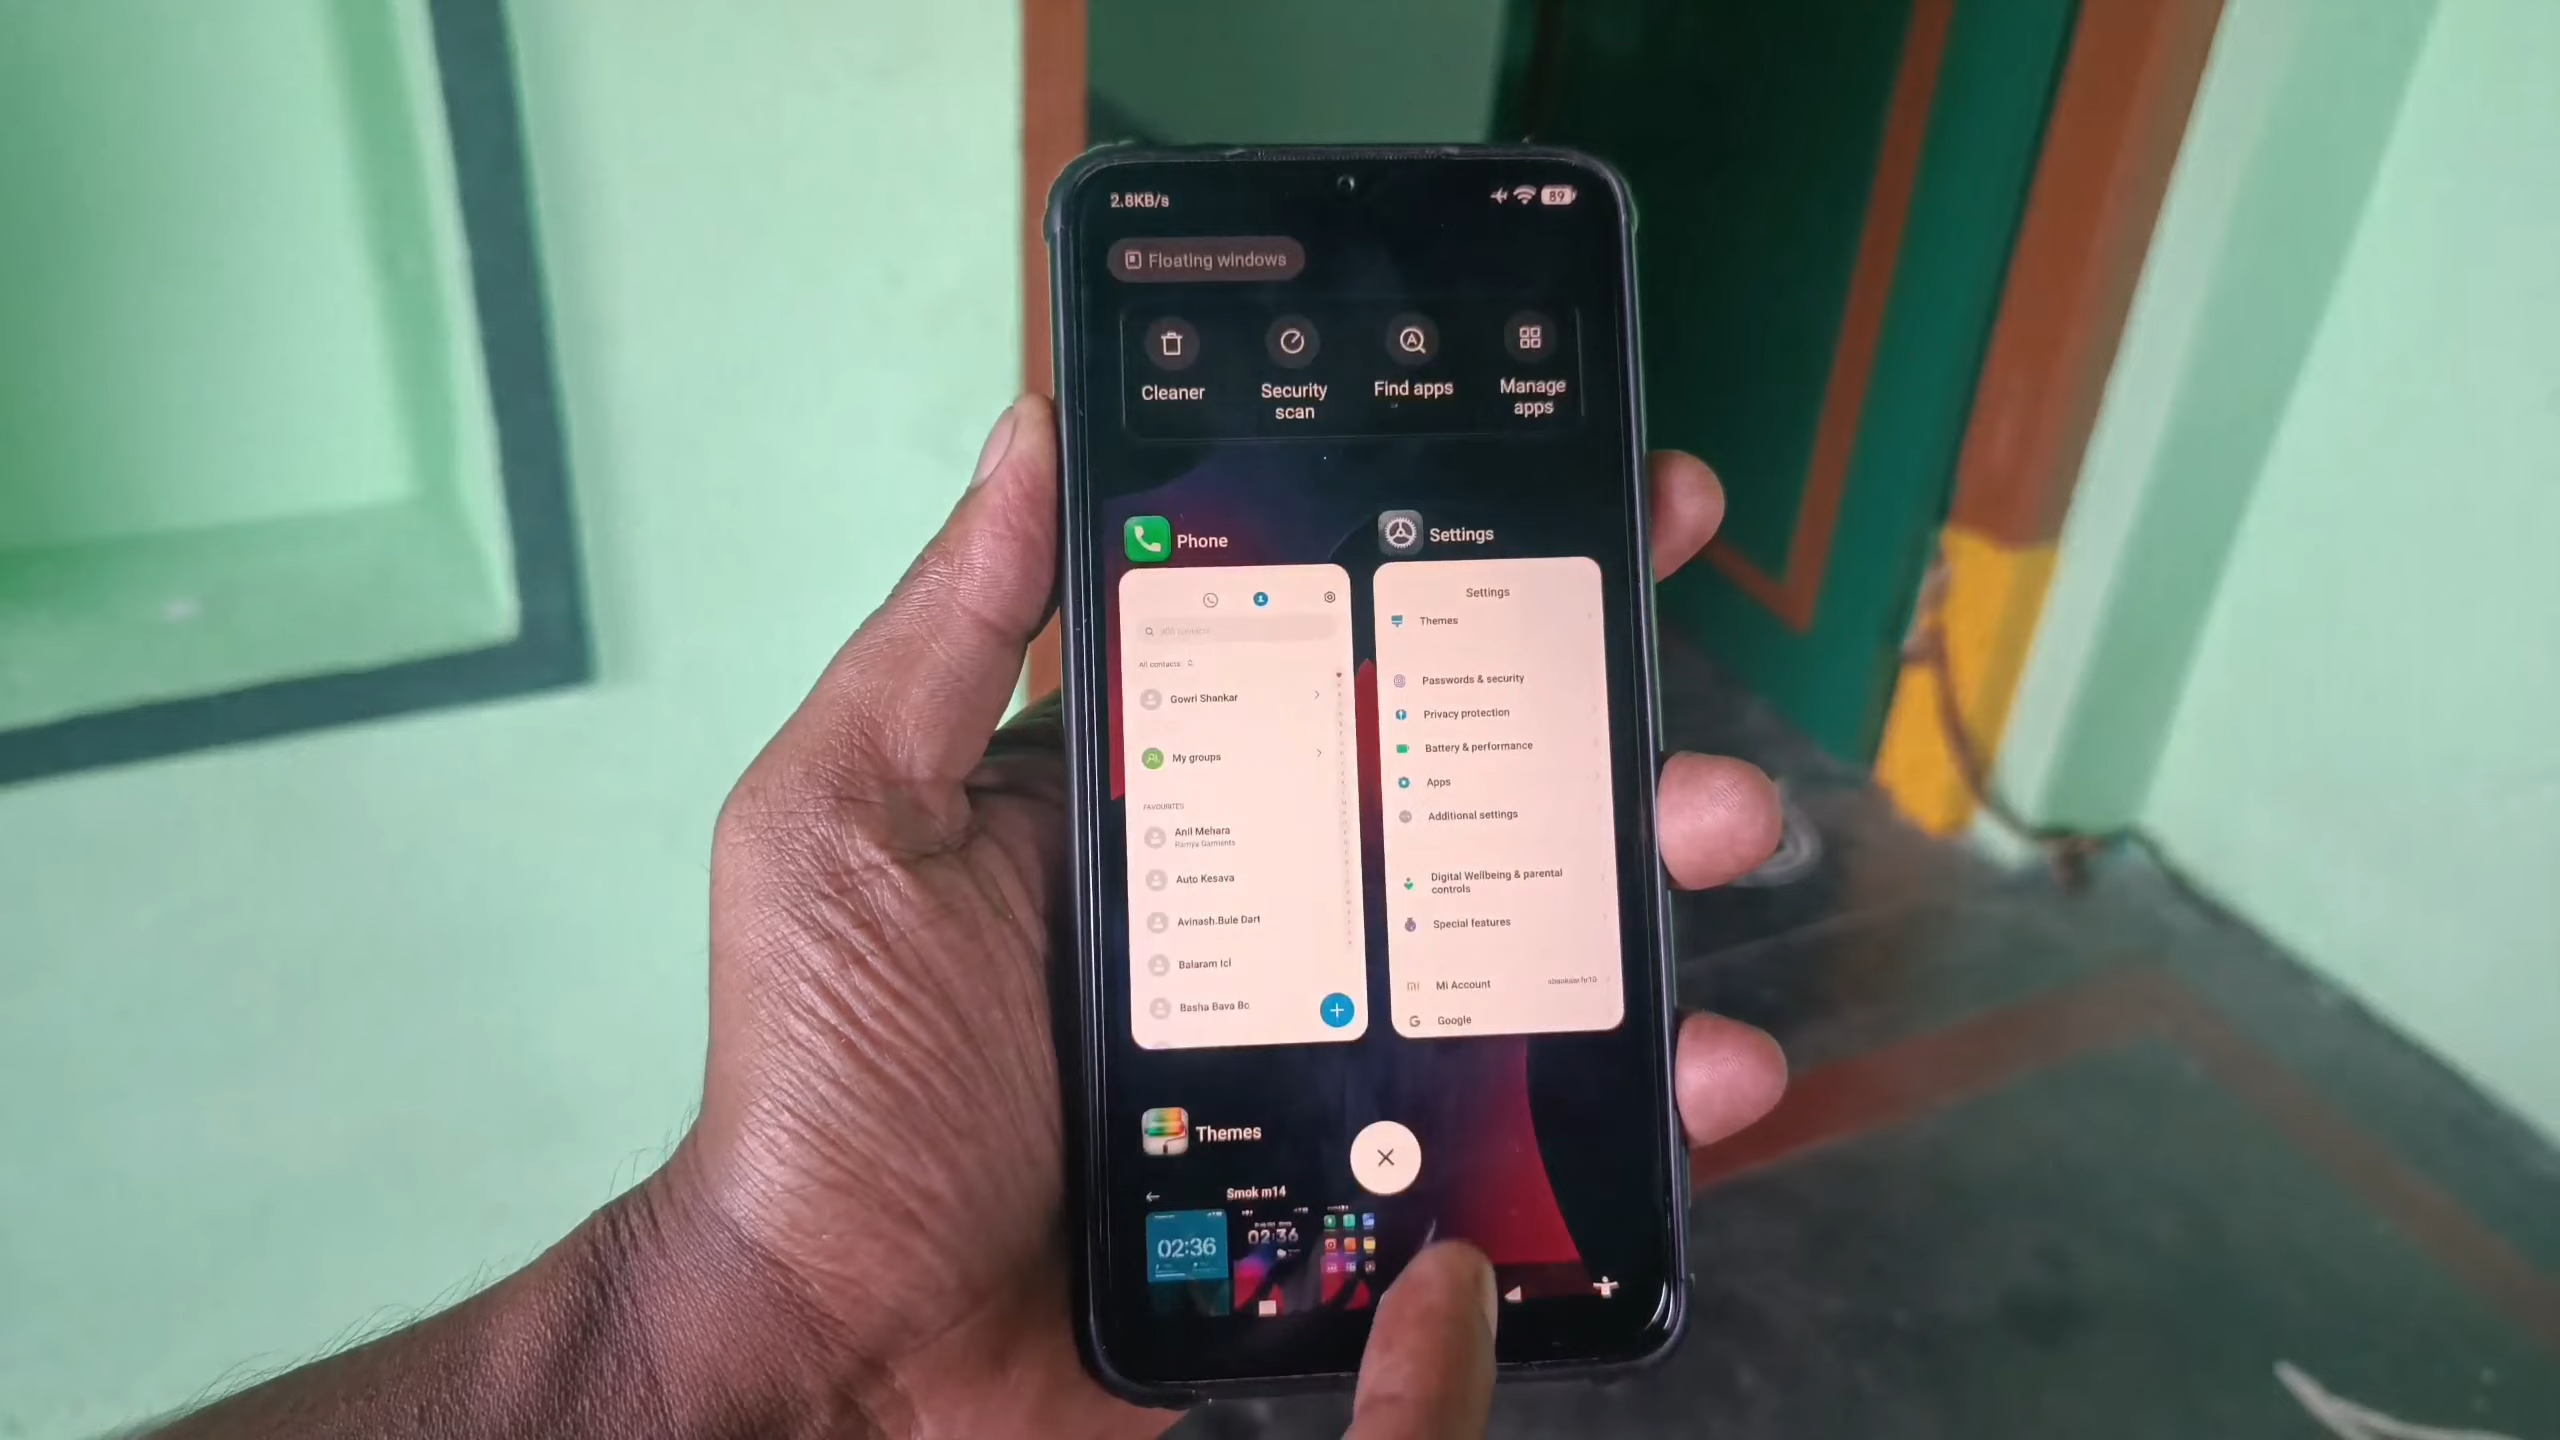 2.8KB/s
89
Floating windows
Cleaner
Security
scan
Find apps
Manage
apps
Phone
All contacts
Gowri Shankar
My groups
FAVOURITES
Anil Mehara
Ramya Garments
Auto Kesava
Avinash.Bule Dart
Balaram Icl
Basha Bava Bo
Settings
Settings
Themes
Passwords & security
Privacy protection
Battery & performance
Apps
Additional settings
Digital Wellbeing & parental
controls
Special features
Mi Account
Google
Themes
Smok m14
02:36
02:36